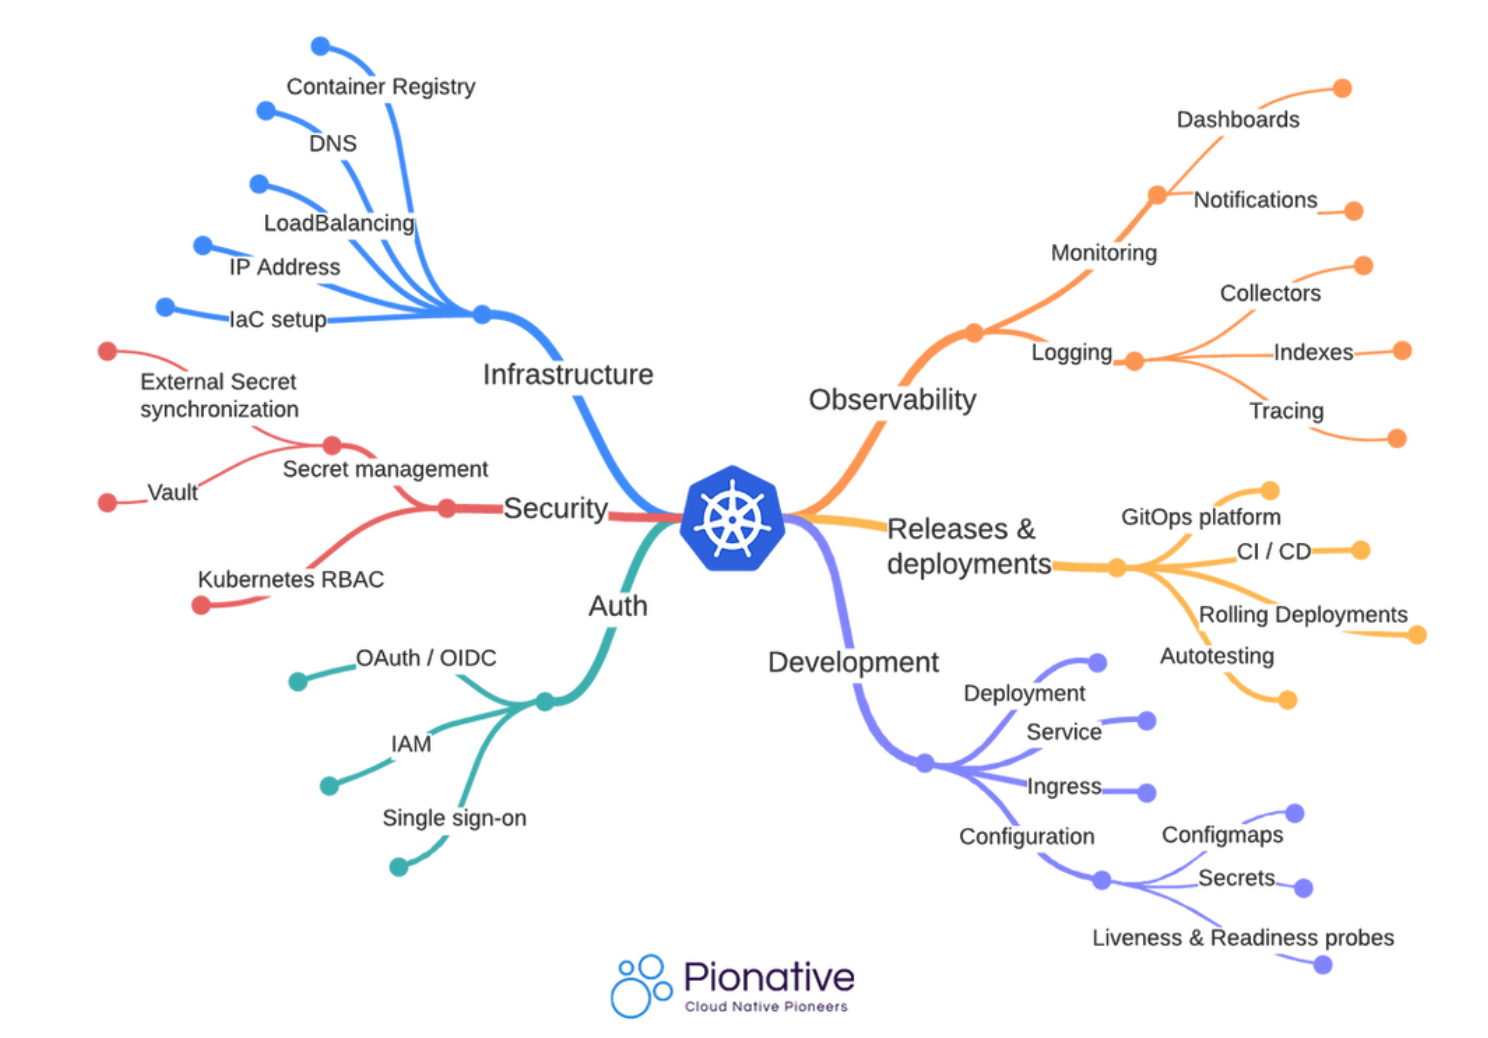 Container Registry
DNS
LoadBalancing
IP Address
IaC setup
Infrastructure
External Secret
synchronization
Vault
Secret management
Kubernetes RBAC
Security
Auth
OAuth / OIDC
IAM
Single sign-on
Observability
Monitoring
Dashboards
Notifications
Logging
Collectors
Indexes
Tracing
Releases &
deployments
GitOps platform
CI / CD
Rolling Deployments
Autotesting
Development
Deployment
Service
Ingress
Configuration
Configmaps
Secrets
Liveness & Readiness probes
Pionative
Cloud Native Pioneers